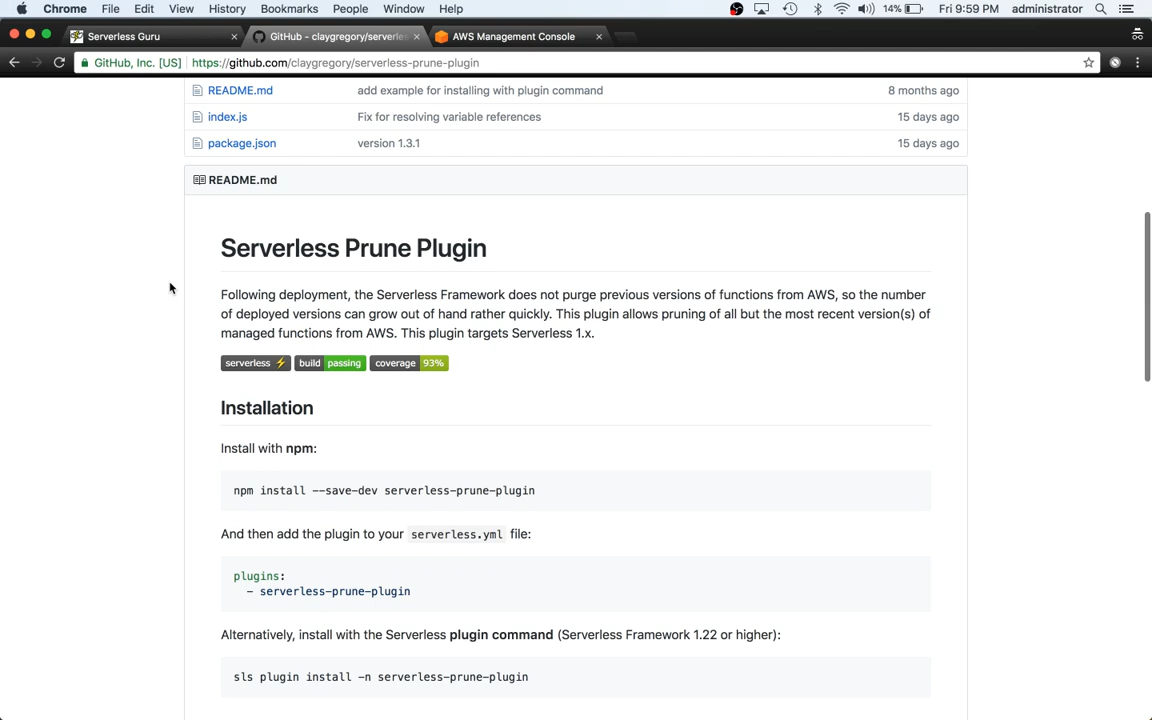 Chrome File Edit View History Bookmarks People Window Help 14% Fri 9:59 PM administrator
Serverless Guru × GitHub - claygregory/serverles × AWS Management Console ×
GitHub, Inc. [US] https://github.com/claygregory/serverless-prune-plugin
README.md add example for installing with plugin command 8 months ago
index.js Fix for resolving variable references 15 days ago
package.json version 1.3.1 15 days ago
README.md
Serverless Prune Plugin
Following deployment, the Serverless Framework does not purge previous versions of functions from AWS, so the number
of deployed versions can grow out of hand rather quickly. This plugin allows pruning of all but the most recent version(s) of
managed functions from AWS. This plugin targets Serverless 1.x.
serverless ⚡ build passing coverage 93%
Installation
Install with npm:
npm install --save-dev serverless-prune-plugin
And then add the plugin to your serverless.yml file:
plugins:
- serverless-prune-plugin
Alternatively, install with the Serverless plugin command (Serverless Framework 1.22 or higher):
sls plugin install -n serverless-prune-plugin